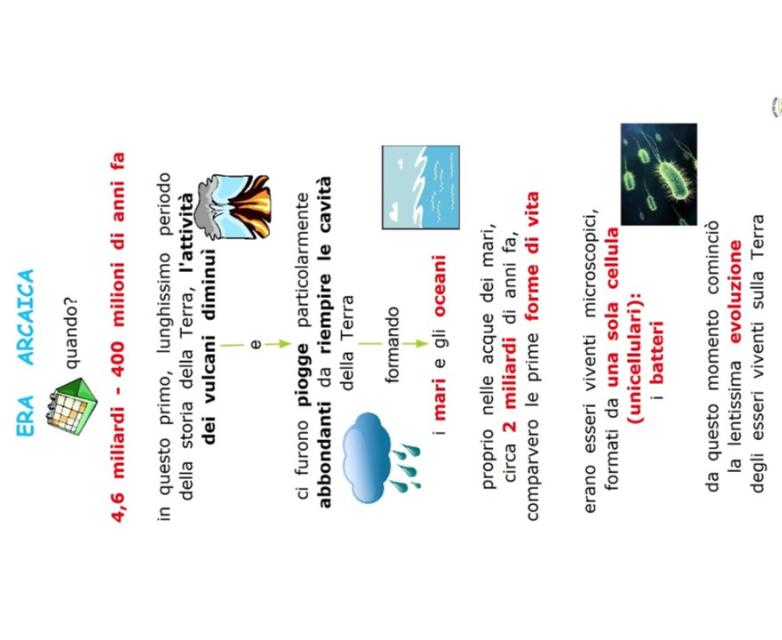 ERA ARCAICA
quando?
4,6 miliardi - 400 milioni di anni fa
in questo primo, lunghissimo periodo
della storia della Terra, l'attività
dei vulcani diminuì
e
ci furono piogge particolarmente
abbondanti da riempire le cavità
della Terra
formando
i mari e gli oceani
proprio nelle acque dei mari,
circa 2 miliardi di anni fa,
comparvero le prime forme di vita
erano esseri viventi microscopici,
formati da una sola cellula
(unicellulari):
i batteri
da questo momento cominciò
la lentissima evoluzione
degli esseri viventi sulla Terra